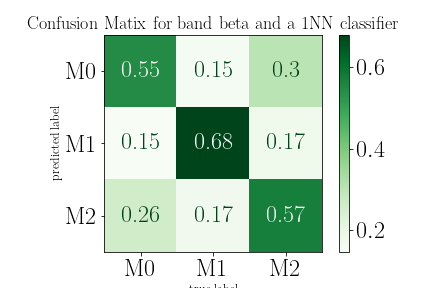 Confusion Matix for band beta and a 1NN classifier
M0 0.55 0.15 0.3
M1 0.15 0.68 0.17
M2 0.26 0.17 0.57
M0 M1 M2
predicted label
0.6
0.4
0.2